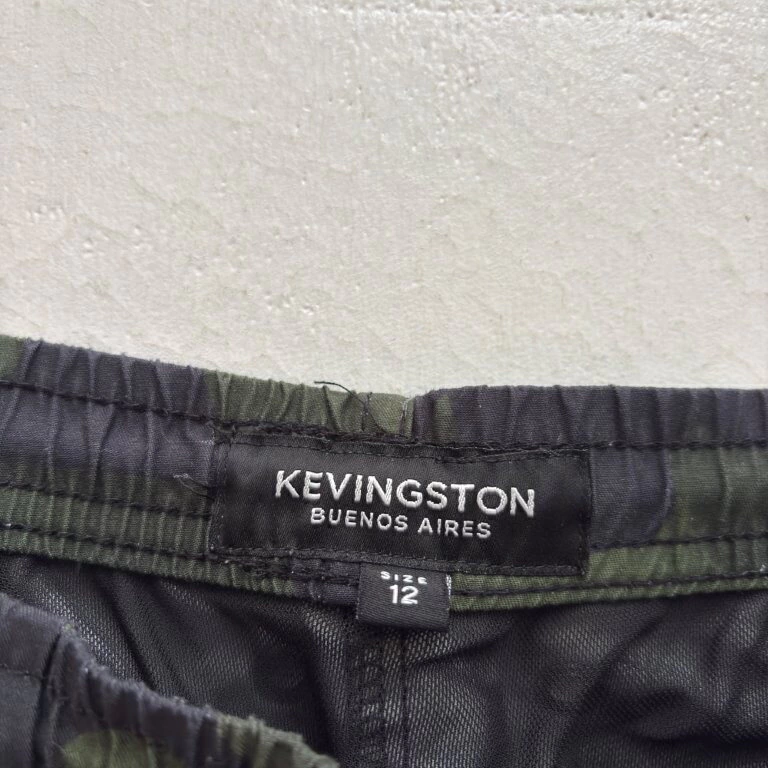 KEVINGSTON
BUENOS AIRES
SIZE
12